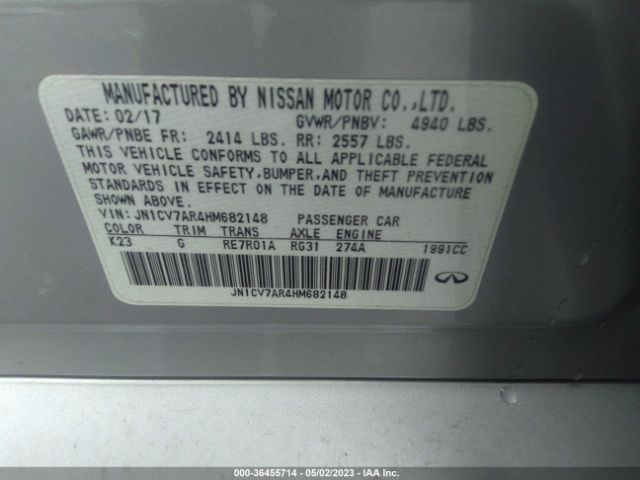 MANUFACTURED BY NISSAN MOTOR CO.,LTD.
DATE: 02/17 GVWR/PNBV: 4940 LBS.
GAWR/PNBE FR: 2414 LBS. RR: 2557 LBS.
THIS VEHICLE CONFORMS TO ALL APPLICABLE FEDERAL
MOTOR VEHICLE SAFETY,BUMPER,AND THEFT PREVENTION
STANDARDS IN EFFECT ON THE DATE OF MANUFACTURE
SHOWN ABOVE.
VIN: JN1CV7AR4HM682148 PASSENGER CAR
COLOR TRIM TRANS AXLE ENGINE
K23 G RE7R01A RG31 274A 1991CC
JN1CV7AR4HM682148
000-36455714 - 05/02/2023 - IAA Inc.